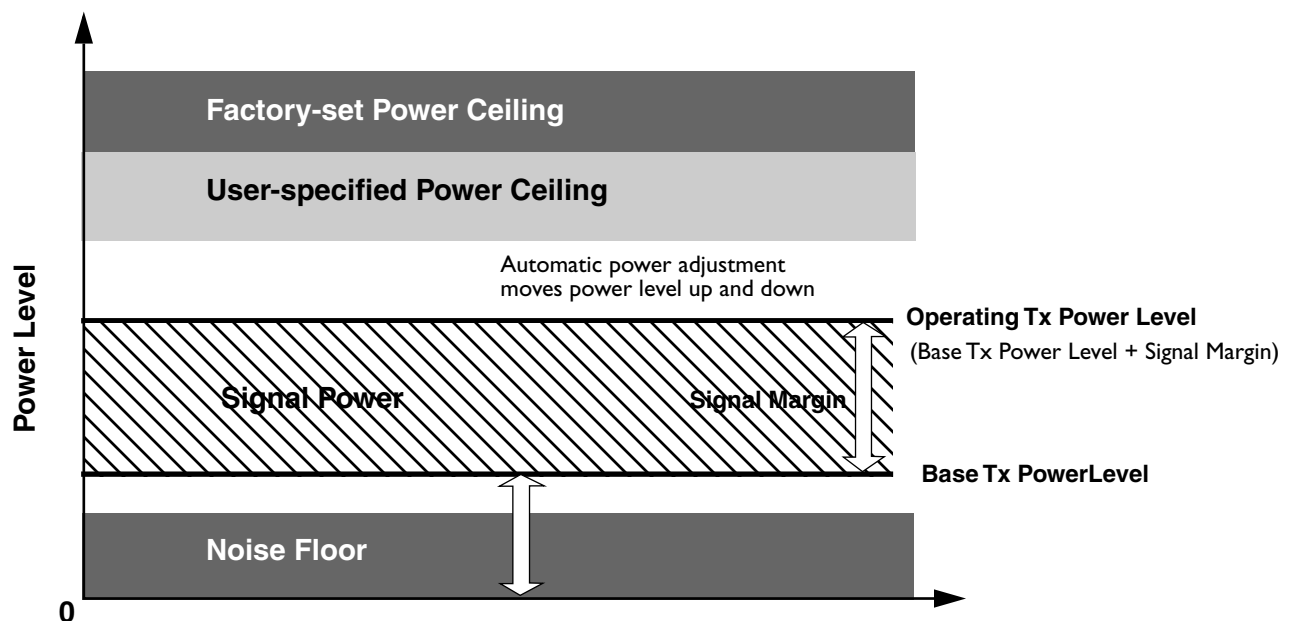 Factory-set Power Ceiling
User-specified Power Ceiling
Automatic power adjustment
moves power level up and down
Power Level
Operating Tx Power Level
(Base Tx Power Level + Signal Margin)
Signal Power
Signal Margin
Base Tx PowerLevel
Noise Floor
0